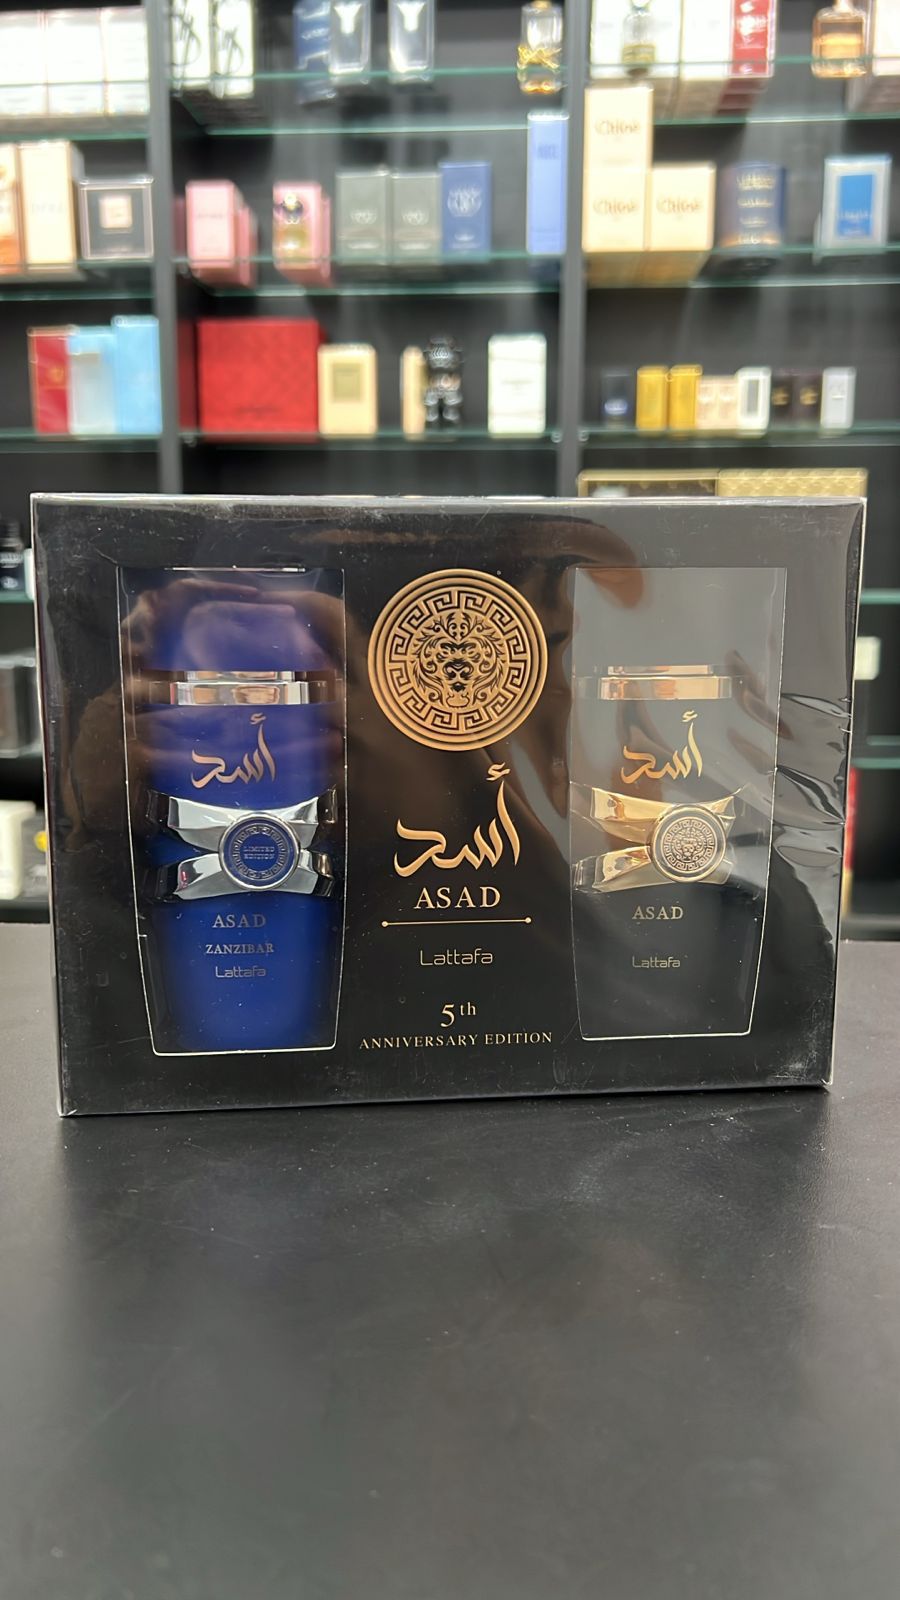 Chloé
Chloé
Chloé
أسد
LIMITED
EDITION
ASAD
ZANZIBAR
Lattafa
أسد
ASAD
Lattafa
5th
ANNIVERSARY EDITION
أسد
ASAD
Lattafa